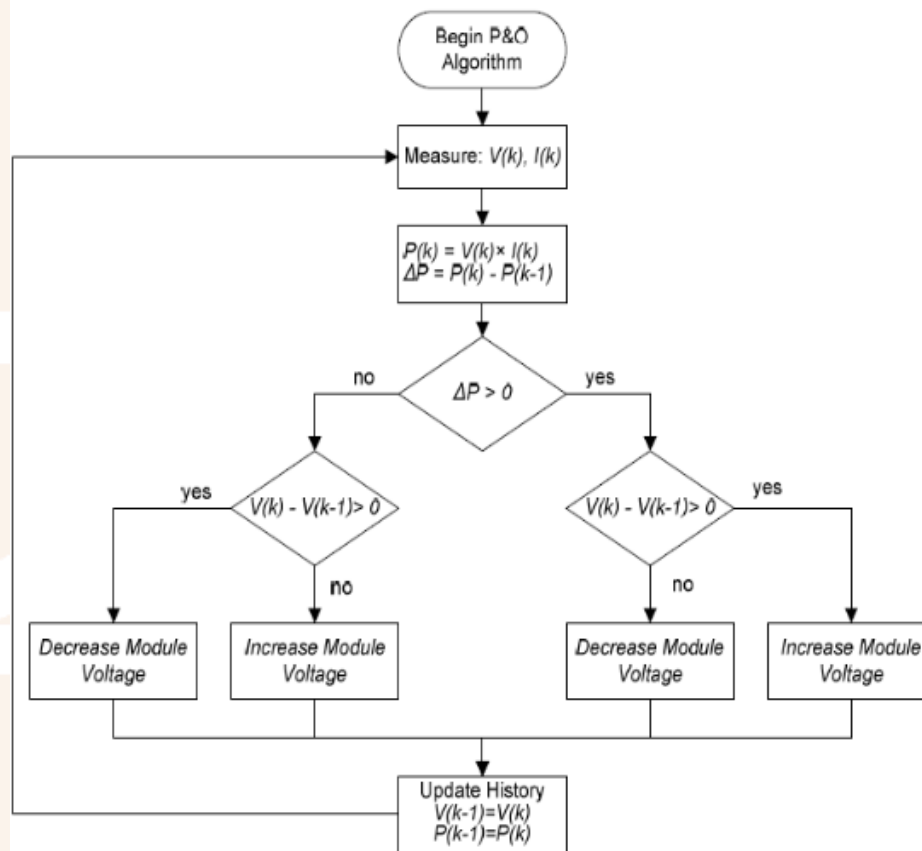 Begin P&O
Algorithm
Measure: V(k), I(k)
P(k) = V(k)× I(k)
ΔP = P(k) - P(k-1)
no
ΔP > 0
yes
yes
V(k) - V(k-1)> 0
no
V(k) - V(k-1)> 0
yes
no
Decrease Module
Voltage
Increase Module
Voltage
Decrease Module
Voltage
Increase Module
Voltage
Update History
V(k-1)=V(k)
P(k-1)=P(k)